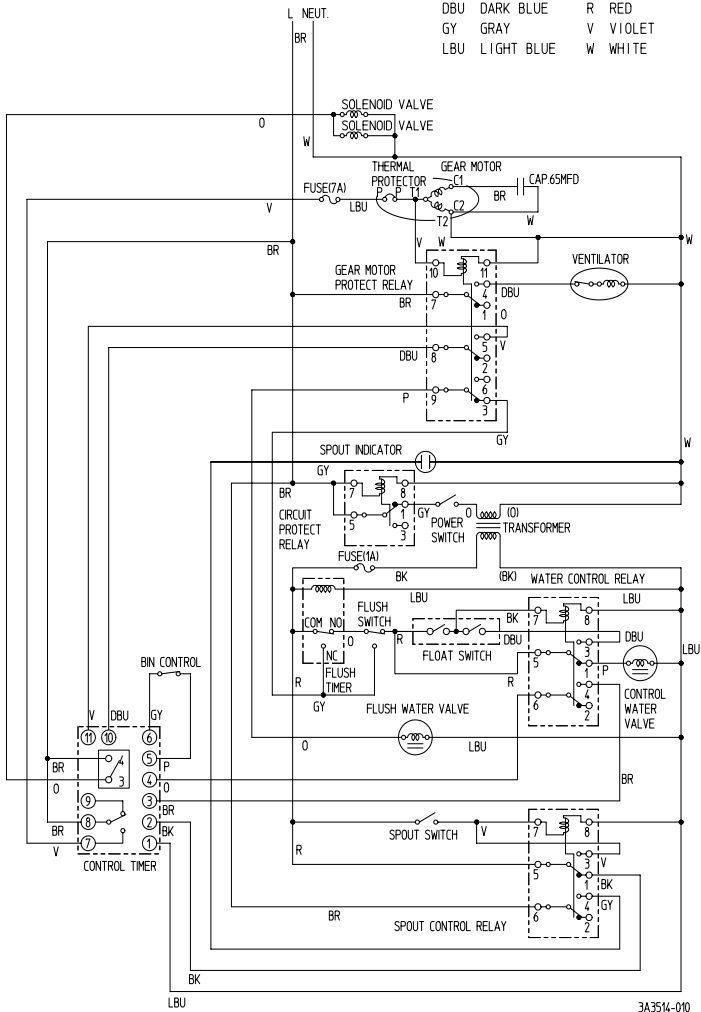 DBU DARK BLUE R RED
GY GRAY V VIOLET
LBU LIGHT BLUE W WHITE
L NEUT.
BR
SOLENOID VALVE
SOLENOID VALVE
O
W
THERMAL PROTECTOR
GEAR MOTOR
C1
CAP.65MFD
FUSE(7A)
P P T1
BR
V
LBU
C2
T2
W
BR
V W
W
GEAR MOTOR
PROTECT RELAY
10
11
VENTILATOR
4
DBU
BR
7
1
O
5
V
DBU
8
2
6
P
9
3
GY
W
SPOUT INDICATOR
GY
BR
7
8
CIRCUIT
PROTECT
RELAY
5
1
GY
3
POWER
SWITCH
O
(O)
TRANSFORMER
FUSE(1A)
BK
(BK)
WATER CONTROL RELAY
LBU
LBU
FLUSH
SWITCH
COM NO
O
R
BK
DBU
FLOAT SWITCH
7
8
3
DBU
LBU
NC
FLUSH
TIMER
GY
R
R
5
1
P
4
6
2
CONTROL
WATER
VALVE
BIN CONTROL
V
DBU
GY
FLUSH WATER VALVE
O
LBU
BR
11
10
6
BR
4
5
P
O
3
4
O
9
3
BR
BR
8
2
BK
V
7
1
CONTROL TIMER
SPOUT SWITCH
V
R
7
8
5
3
V
1
BK
4
GY
BR
6
2
SPOUT CONTROL RELAY
BK
LBU
3A3514-010